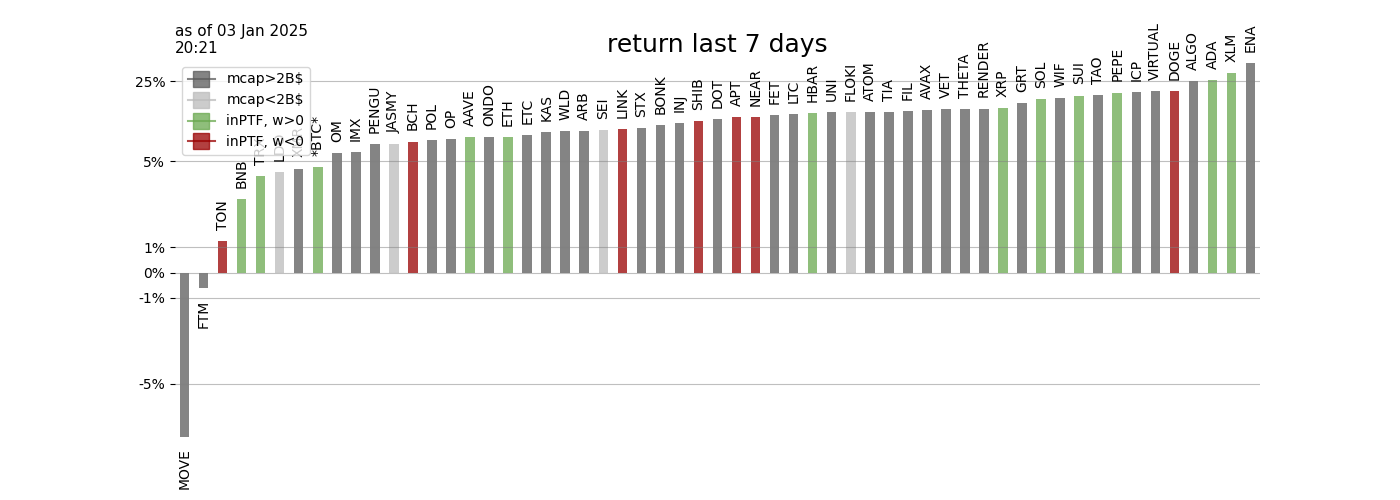 as of 03 Jan 2025
20:21
return last 7 days
mcap>2B$
mcap<2B$
inPTF, w>0
inPTF, w<0
25%
5%
1%
0%
-1%
-5%
MOVE
FTM
TON
BNB
*BTC*
OM
IMX
PENGU
JASMY
BCH
POL
OP
AAVE
ONDO
ETH
ETC
KAS
WLD
ARB
SEI
LINK
STX
BONK
INJ
SHIB
DOT
APT
NEAR
FET
LTC
HBAR
UNI
FLOKI
ATOM
TIA
FIL
AVAX
VET
THETA
RENDER
XRP
GRT
SOL
WIF
SUI
TAO
PEPE
ICP
VIRTUAL
DOGE
ALGO
ADA
XLM
ENA